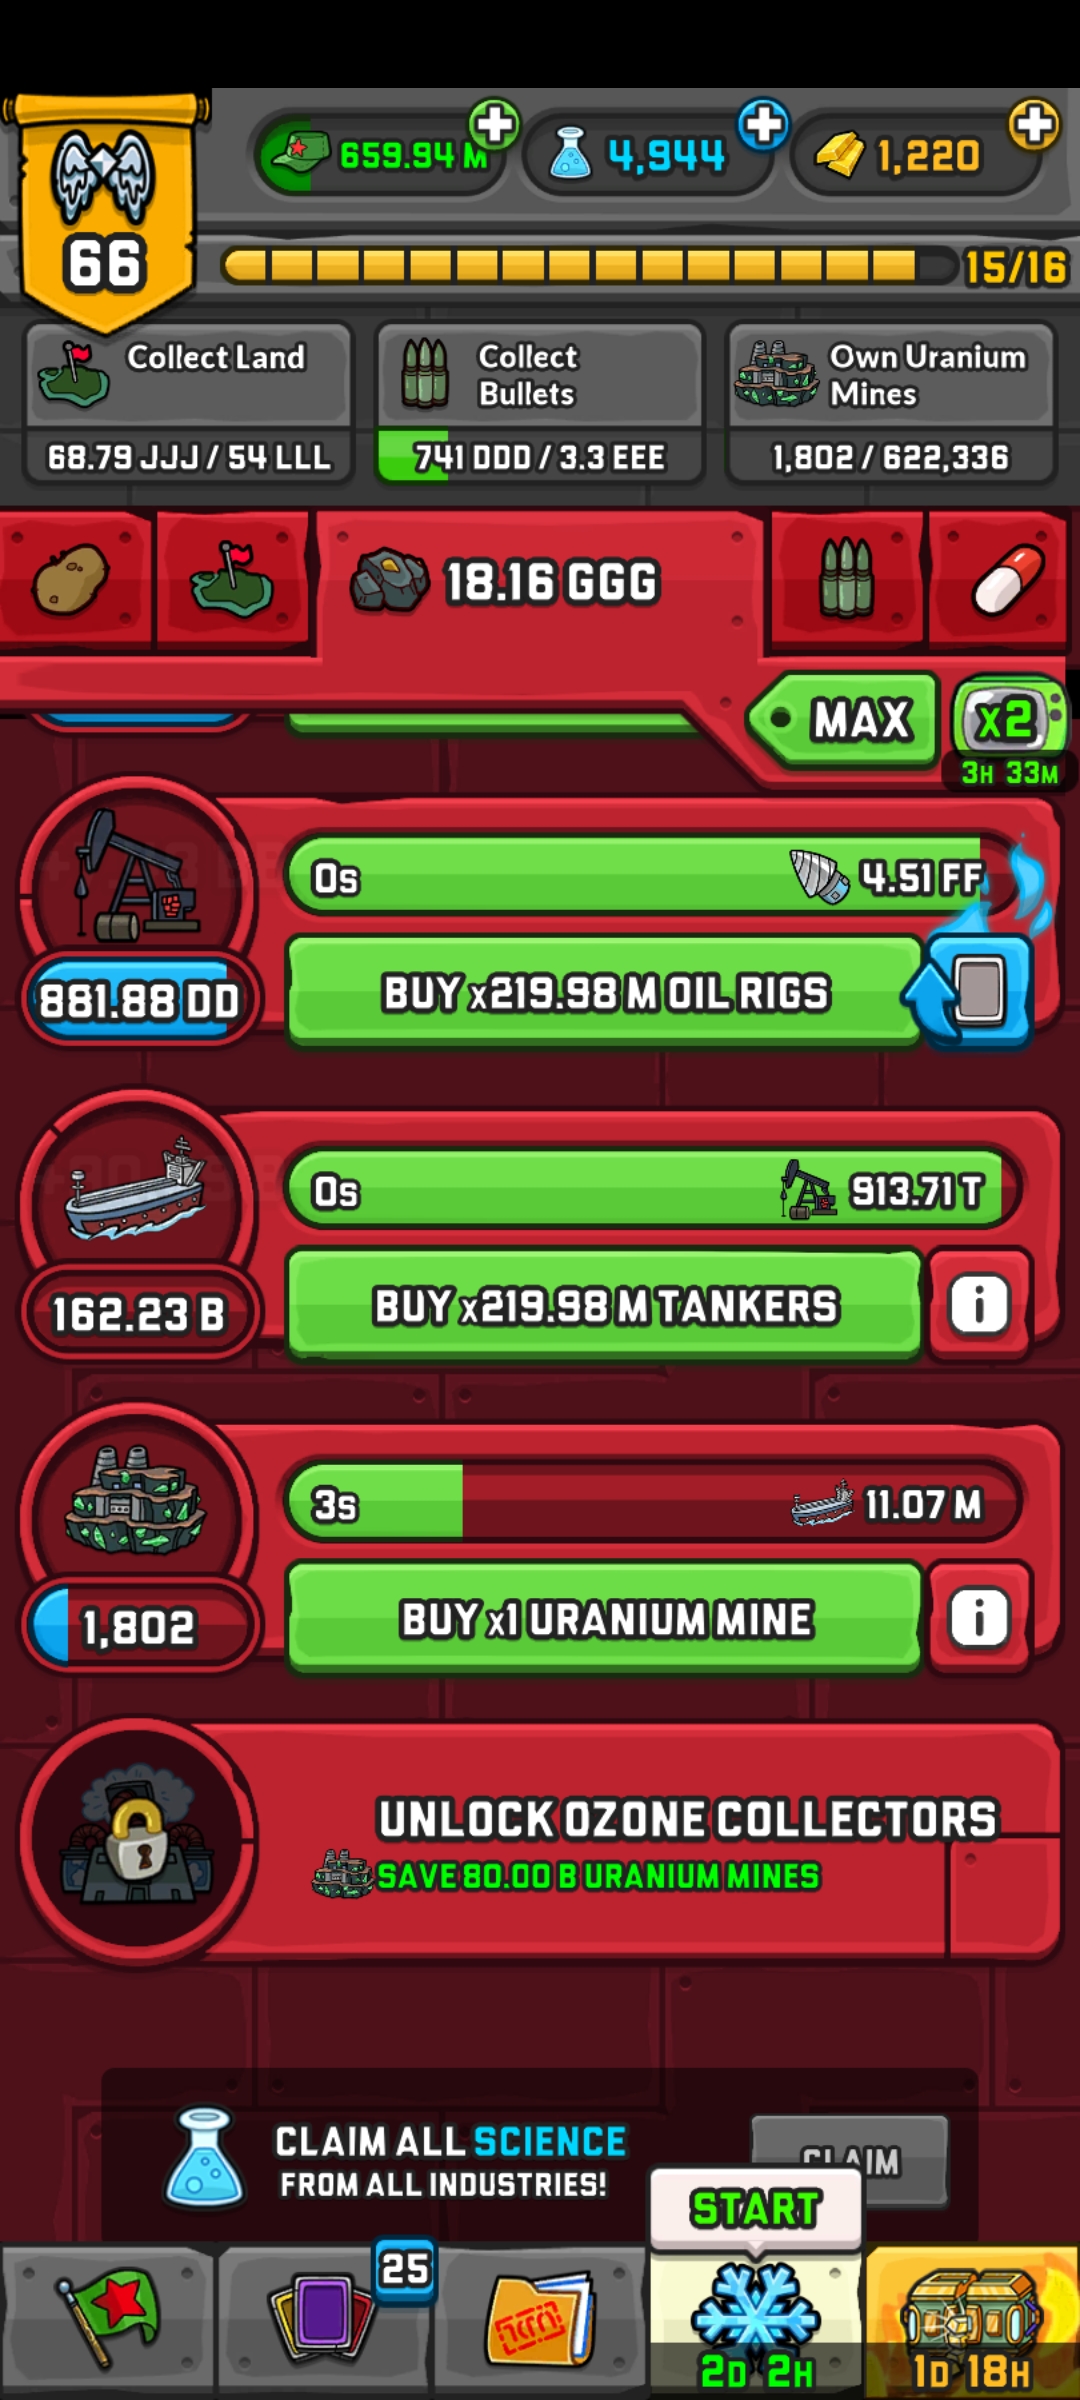 659.94 M
4,944
1,220
66
15/16
Collect Land
68.79 JJJ / 54 LLL
Collect
Bullets
741 DDD / 3.3 EEE
Own Uranium
Mines
1,802 / 622,336
18.16 GGG
MAX
x2
3H 33M
0s
4.51 FF
881.88 DD
BUY x219.98 M OIL RIGS
0s
913.71 T
162.23 B
BUY x219.98 M TANKERS
i
3s
11.07 M
1,802
BUY x1 URANIUM MINE
i
UNLOCK OZONE COLLECTORS
SAVE 80.00 B URANIUM MINES
CLAIM ALL SCIENCE
FROM ALL INDUSTRIES!
CLAIM
START
25
2D 2H
1D 18H